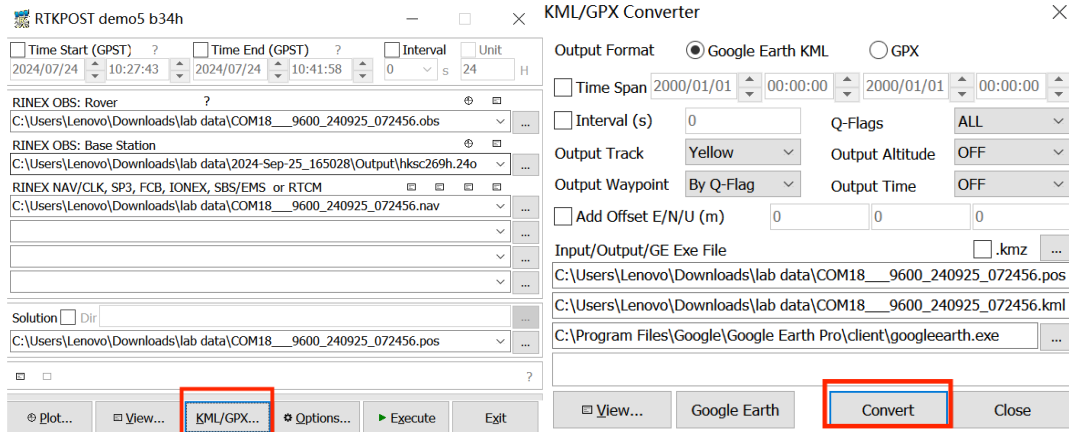 RTKPOST demo5 b34h
Time Start (GPST) ? Time End (GPST) ? Interval Unit
2024/07/24 10:27:43 2024/07/24 10:41:58 0 s 24 H
RINEX OBS: Rover ?
C:\Users\Lenovo\Downloads\lab data\COM18___9600_240925_072456.obs ...
RINEX OBS: Base Station
C:\Users\Lenovo\Downloads\lab data\2024-Sep-25_165028\Output\hksc269h.24o ...
RINEX NAV/CLK, SP3, FCB, IONEX, SBS/EMS or RTCM
C:\Users\Lenovo\Downloads\lab data\COM18___9600_240925_072456.nav ...
...
...
...
Solution Dir ...
C:\Users\Lenovo\Downloads\lab data\COM18___9600_240925_072456.pos ...
?
Plot... View... KML/GPX... Options... Execute Exit
KML/GPX Converter
Output Format Google Earth KML GPX
Time Span 2000/01/01 00:00:00 2000/01/01 00:00:00
Interval (s) 0 Q-Flags ALL
Output Track Yellow Output Altitude OFF
Output Waypoint By Q-Flag Output Time OFF
Add Offset E/N/U (m) 0 0 0
Input/Output/GE Exe File .kmz ...
C:\Users\Lenovo\Downloads\lab data\COM18___9600_240925_072456.pos
C:\Users\Lenovo\Downloads\lab data\COM18___9600_240925_072456.kml
C:\Program Files\Google\Google Earth Pro\client\googleearth.exe ...
View... Google Earth Convert Close